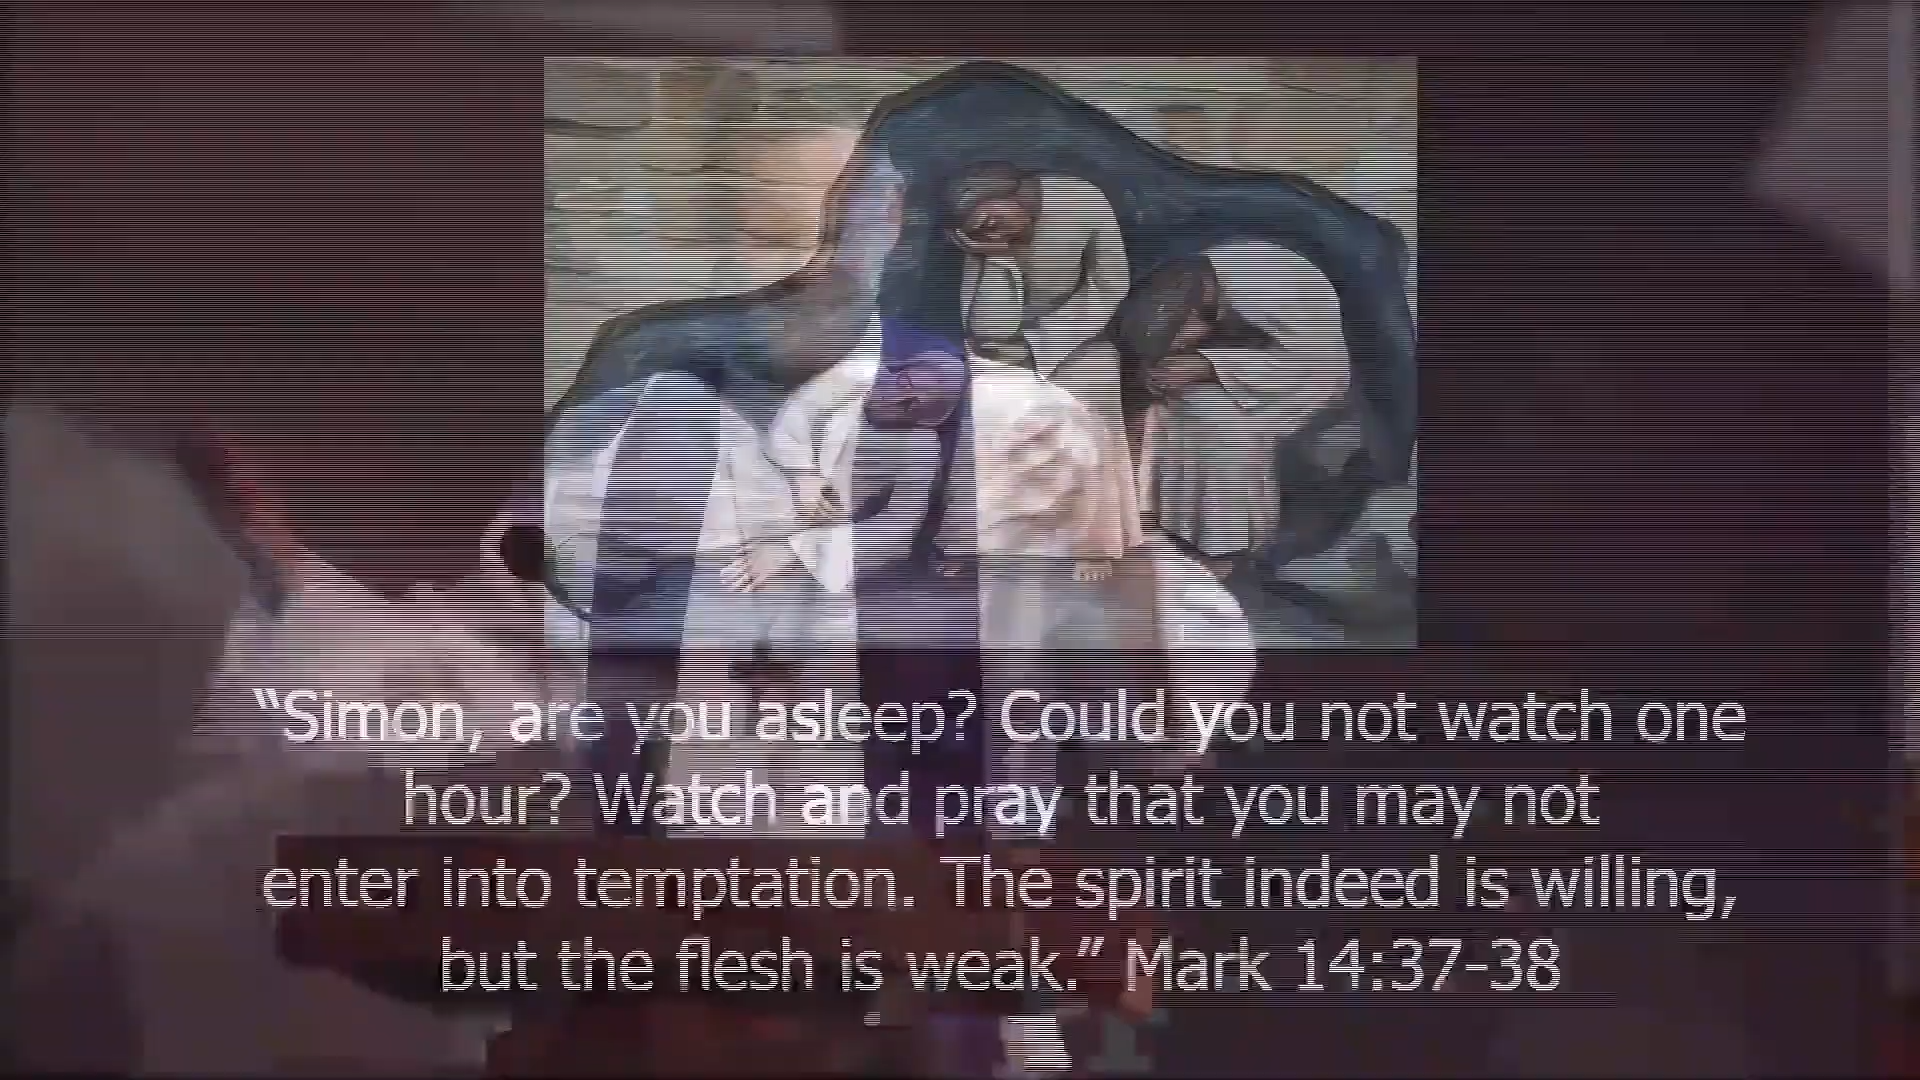 “Simon, are you asleep? Could you not watch one
hour? Watch and pray that you may not
enter into temptation. The spirit indeed is willing,
but the flesh is weak.” Mark 14:37-38